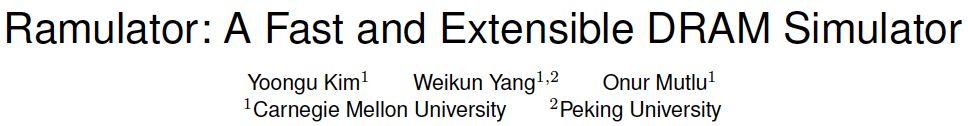 Ramulator: A Fast and Extensible DRAM Simulator
Yoongu Kim¹ Weikun Yang¹,² Onur Mutlu¹
¹Carnegie Mellon University ²Peking University